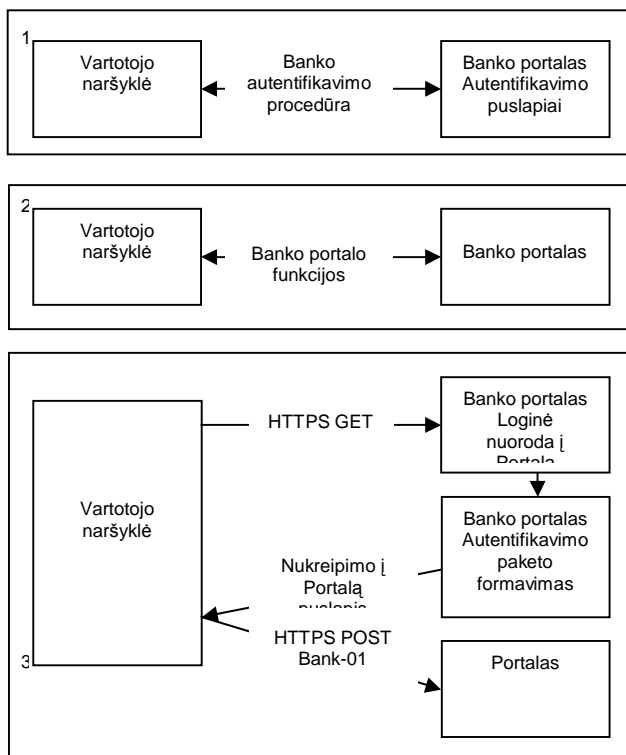 1
Vartotojo
naršyklė
Banko
autentifikavimo
procedūra
Banko portalas
Autentifikavimo
puslapiai
2
Vartotojo
naršyklė
Banko portalo
funkcijos
Banko portalas
3
Vartotojo
naršyklė
HTTPS GET
Banko portalas
Loginė
nuoroda į
Portalą
Banko portalas
Autentifikavimo
paketo
formavimas
Nukreipimo į
Portalą
puslapis
HTTPS POST
Bank-01
Portalas